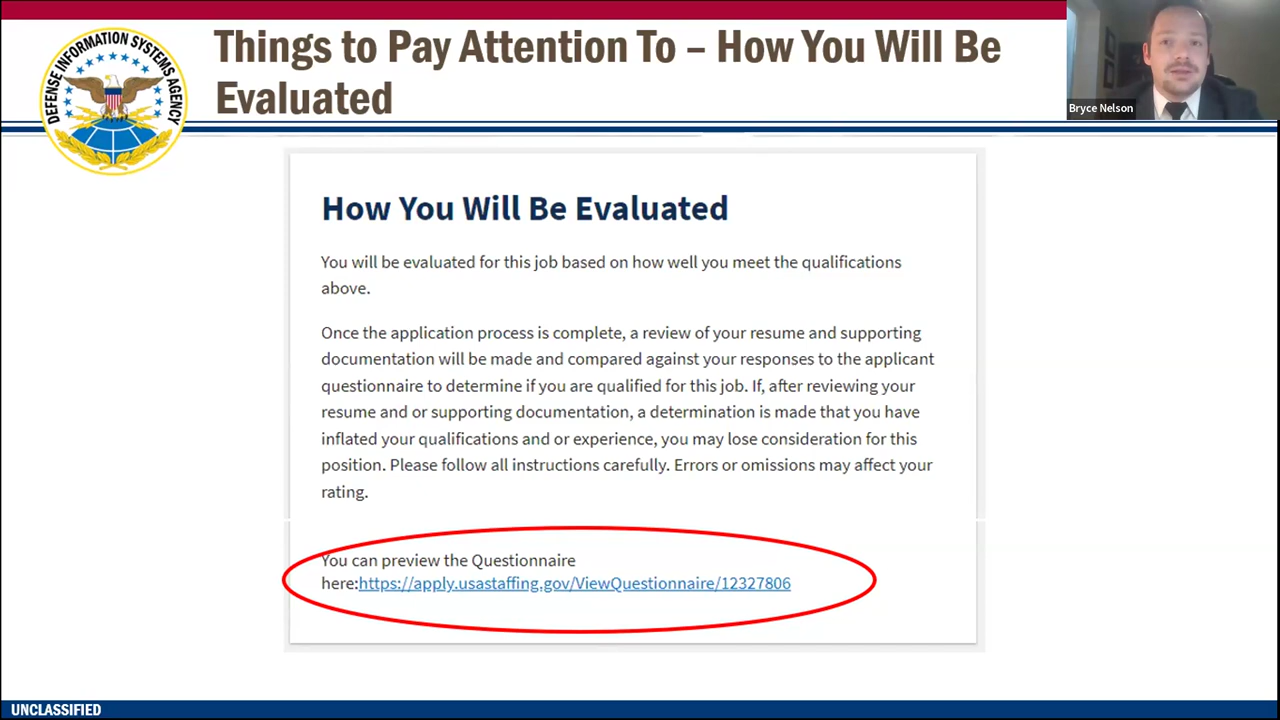 DEFENSE INFORMATION SYSTEMS AGENCY
Things to Pay Attention To – How You Will Be
Evaluated
Bryce Nelson
How You Will Be Evaluated
You will be evaluated for this job based on how well you meet the qualifications
above.
Once the application process is complete, a review of your resume and supporting
documentation will be made and compared against your responses to the applicant
questionnaire to determine if you are qualified for this job. If, after reviewing your
resume and or supporting documentation, a determination is made that you have
inflated your qualifications and or experience, you may lose consideration for this
position. Please follow all instructions carefully. Errors or omissions may affect your
rating.
You can preview the Questionnaire
here:https://apply.usastaffing.gov/ViewQuestionnaire/12327806
UNCLASSIFIED